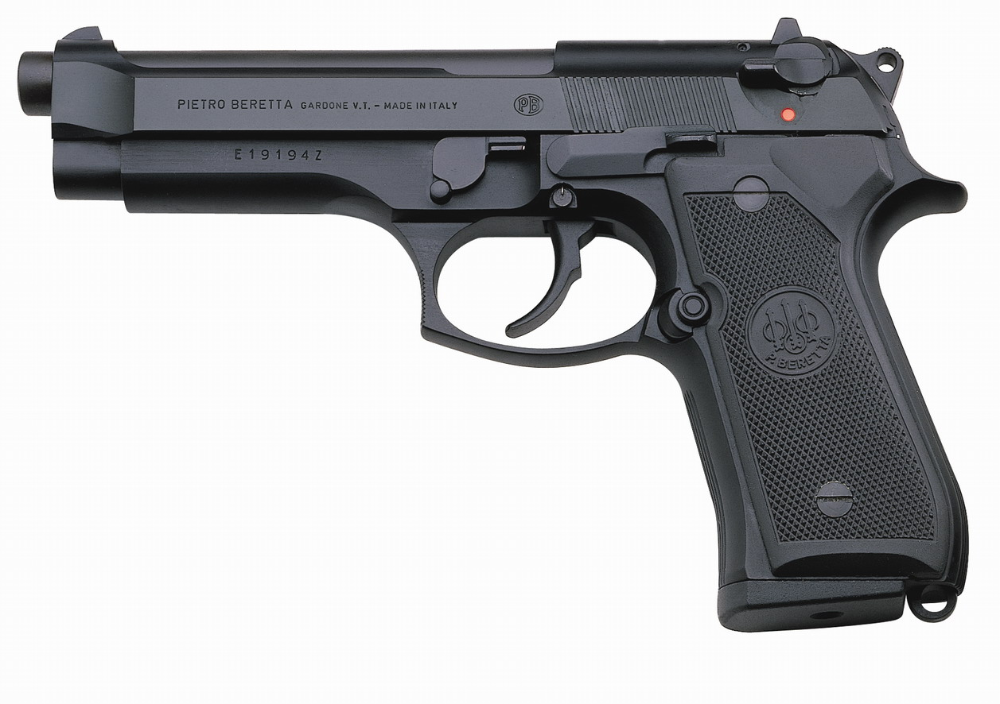 PIETRO BERETTA GARDONE V.T. – MADE IN ITALY
PB
E19194Z
P. BERETTA